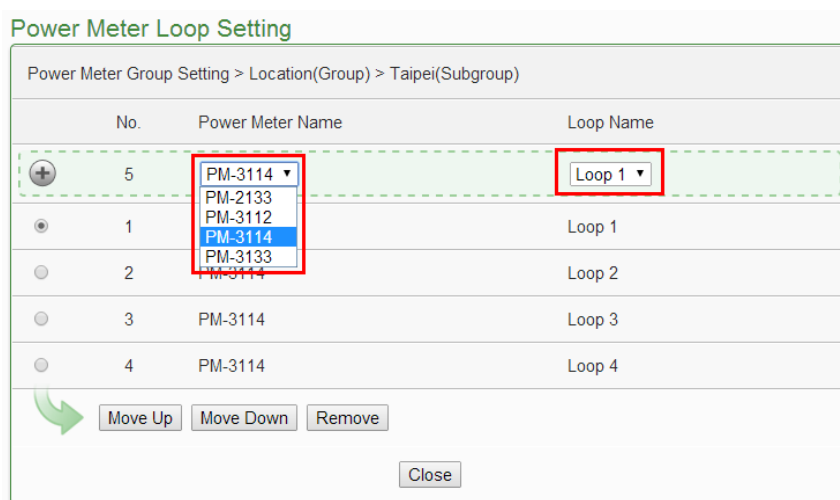 Power Meter Loop Setting
Power Meter Group Setting > Location(Group) > Taipei(Subgroup)
No. Power Meter Name Loop Name
5 PM-3114 Loop 1
PM-2133
PM-3112
PM-3114
PM-3133
1 Loop 1
2 PM-3114 Loop 2
3 PM-3114 Loop 3
4 PM-3114 Loop 4
Move Up Move Down Remove
Close